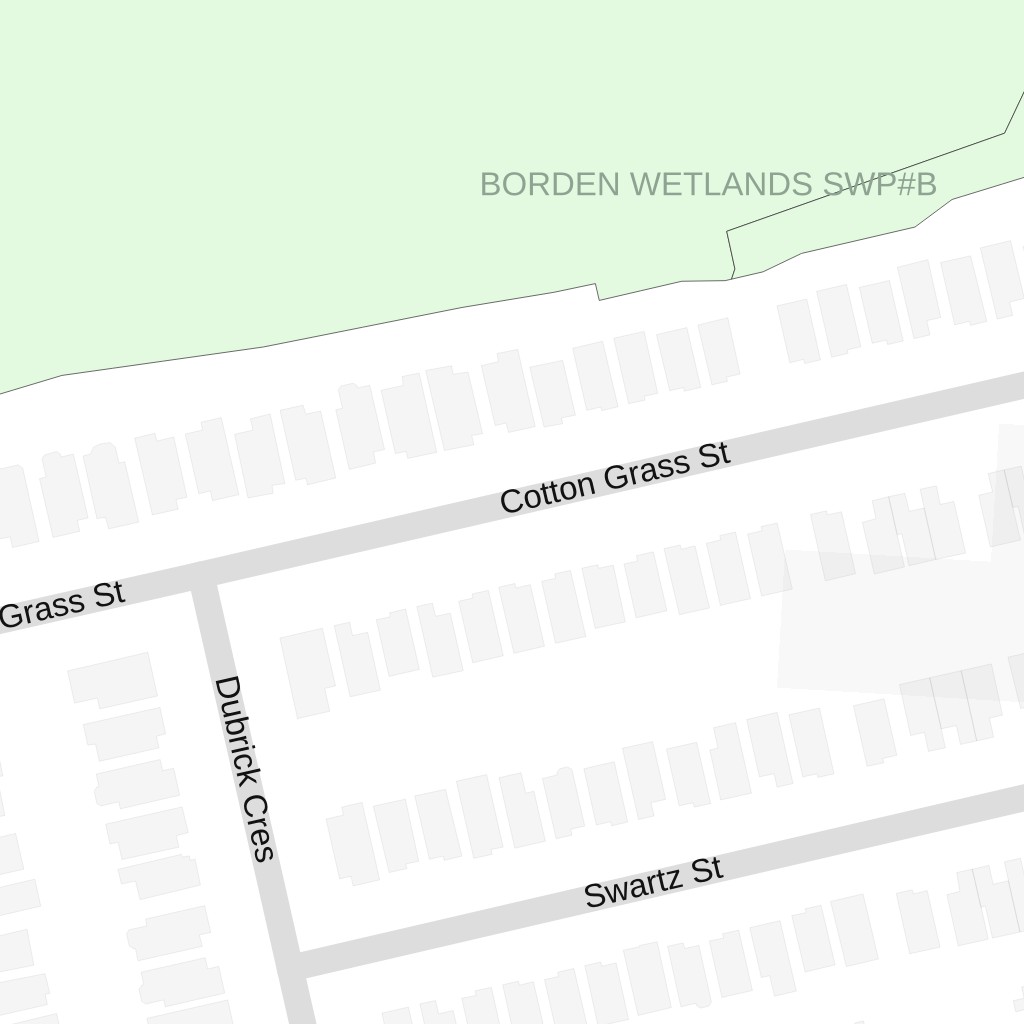 BORDEN WETLANDS SWP#B
Cotton Grass St
Grass St
Dubrick Cres
Swartz St